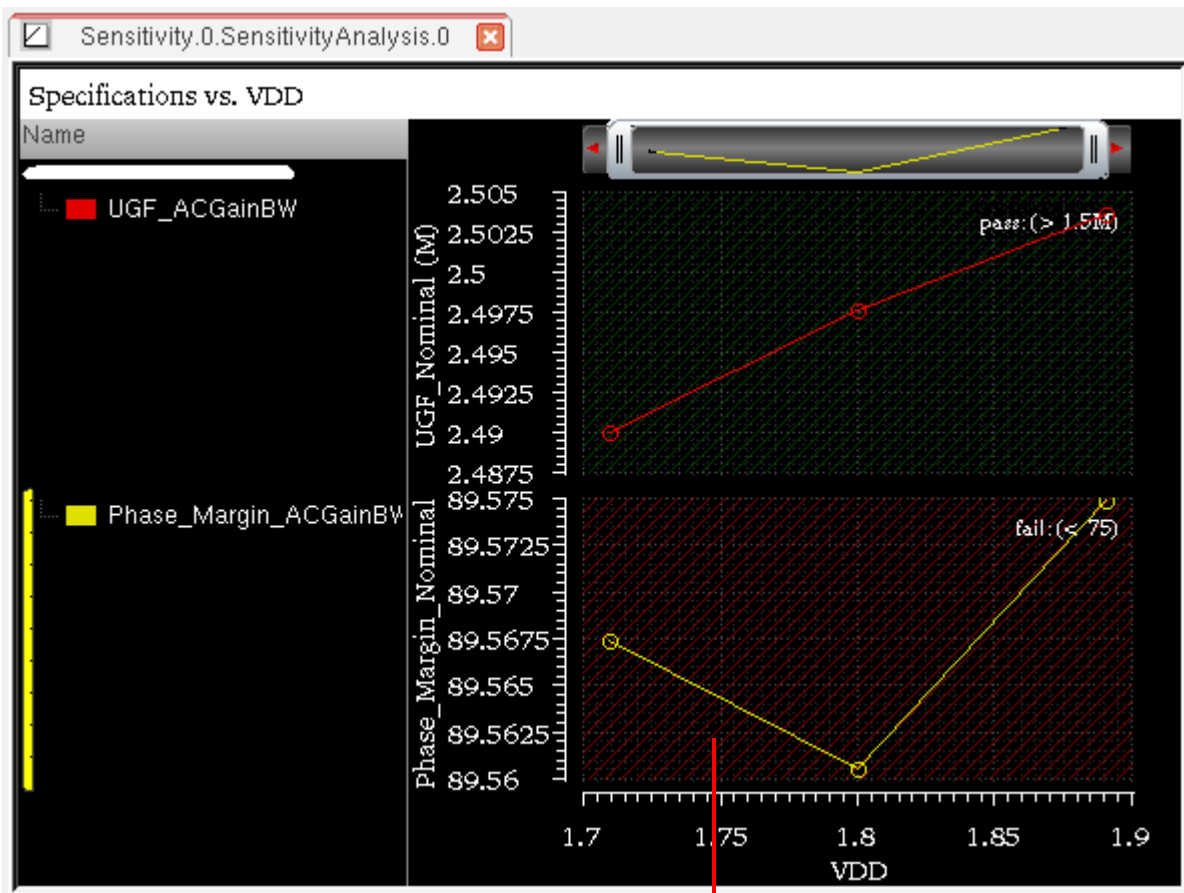 Sensitivity.0.SensitivityAnalysis.0
Specifications vs. VDD
Name
UGF_ACGainBW
Phase_Margin_ACGainBW
UGF_Nominal (M)
2.505
2.5025
2.5
2.4975
2.495
2.4925
2.49
2.4875
pass:(> 1.5M)
Phase_Margin_Nominal
89.575
89.5725
89.57
89.5675
89.565
89.5625
89.56
fail:(< 75)
1.7 1.75 1.8 1.85 1.9
VDD